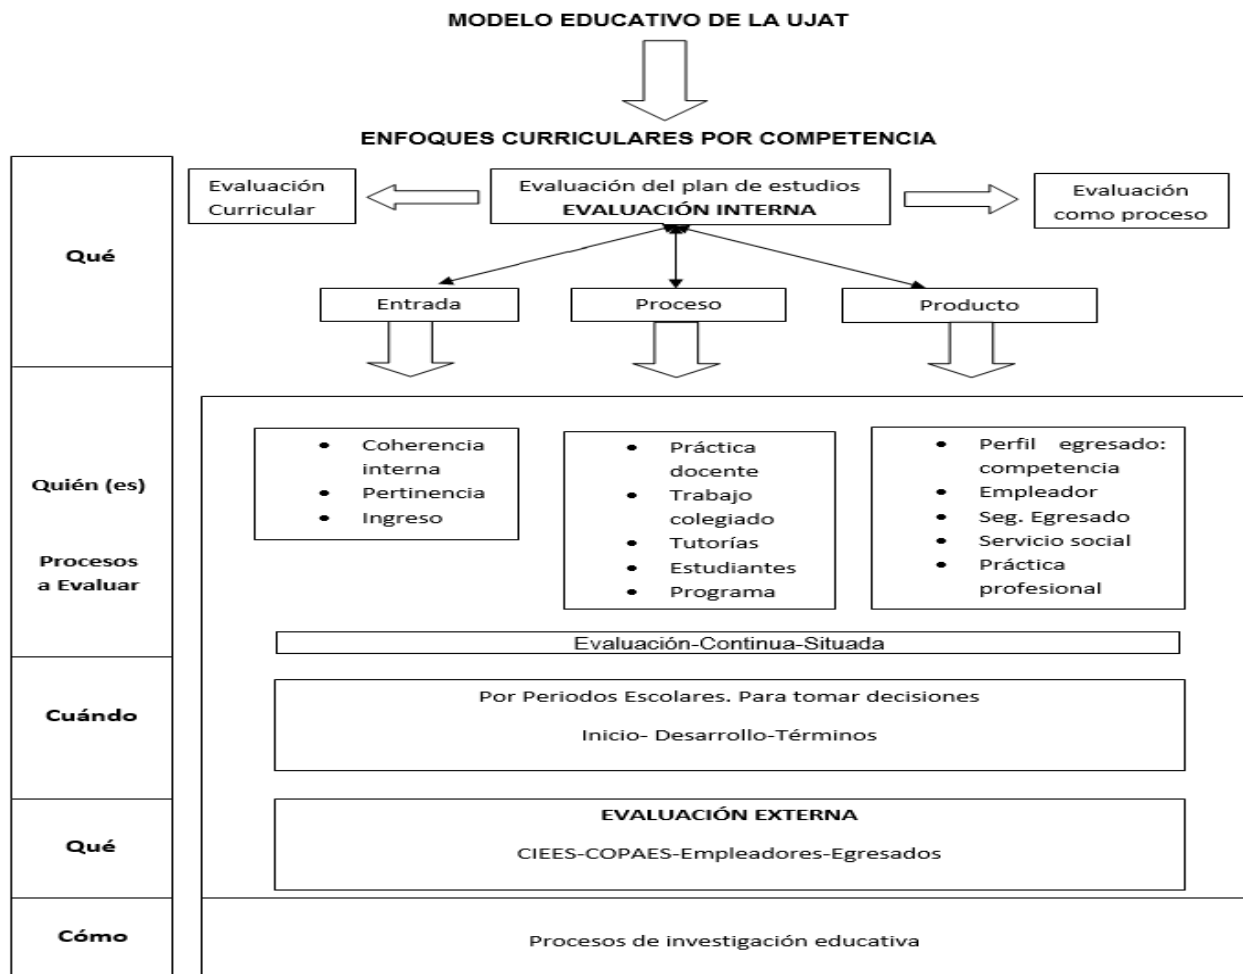 MODELO EDUCATIVO DE LA UJAT
ENFOQUES CURRICULARES POR COMPETENCIA
Qué
Evaluación
Curricular
Evaluación del plan de estudios
EVALUACIÓN INTERNA
Evaluación
como proceso
Entrada
Proceso
Producto
Quién (es)
Procesos
a Evaluar
• Coherencia
interna
• Pertinencia
• Ingreso
• Práctica
docente
• Trabajo
colegiado
• Tutorías
• Estudiantes
• Programa
• Perfil egresado:
competencia
• Empleador
• Seg. Egresado
• Servicio social
• Práctica
profesional
Evaluación-Continua-Situada
Cuándo
Por Periodos Escolares. Para tomar decisiones
Inicio- Desarrollo-Términos
Qué
EVALUACIÓN EXTERNA
CIEES-COPAES-Empleadores-Egresados
Cómo
Procesos de investigación educativa